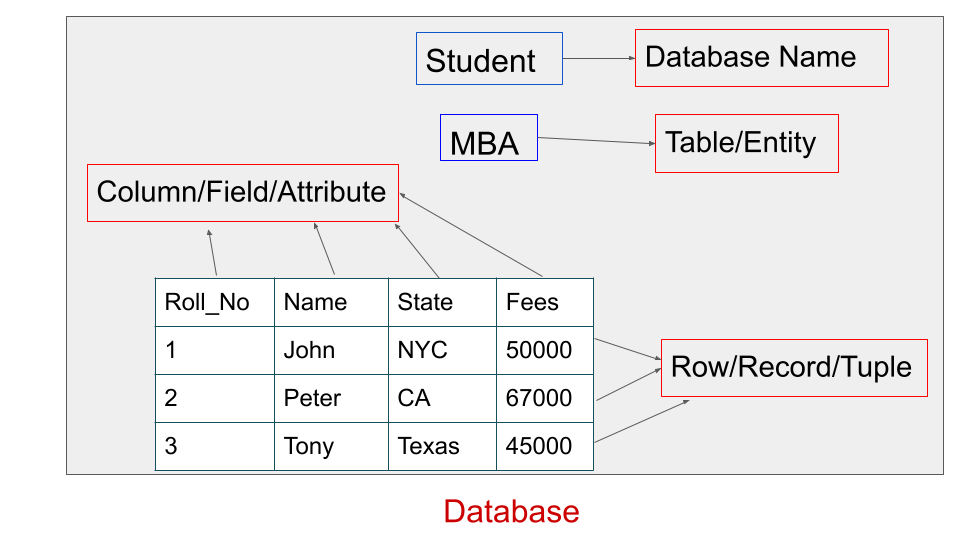 Student
Database Name
MBA
Table/Entity
Column/Field/Attribute
Roll_No Name State Fees
1 John NYC 50000
2 Peter CA 67000
3 Tony Texas 45000
Row/Record/Tuple
Database